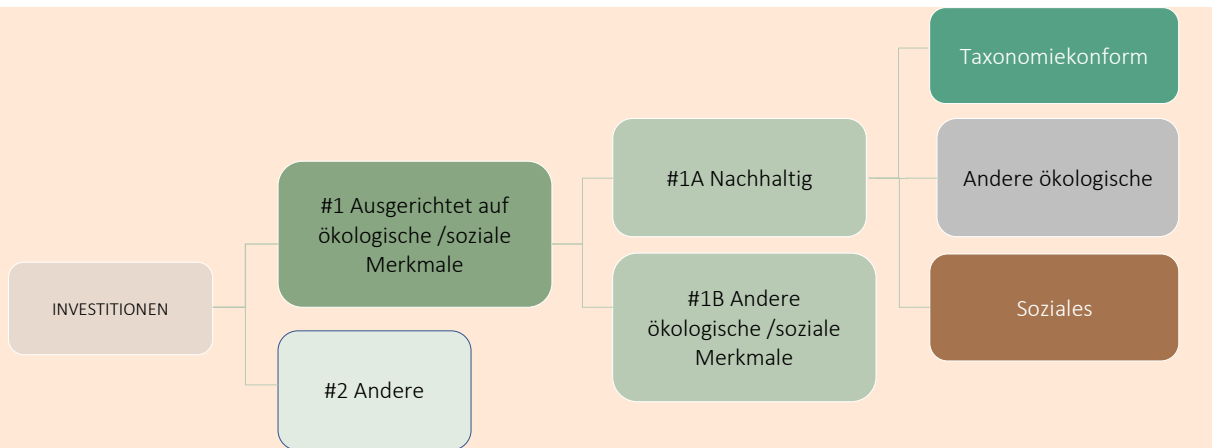 INVESTITIONEN
#1 Ausgerichtet auf
ökologische /soziale
Merkmale
#2 Andere
#1A Nachhaltig
#1B Andere
ökologische /soziale
Merkmale
Taxonomiekonform
Andere ökologische
Soziales